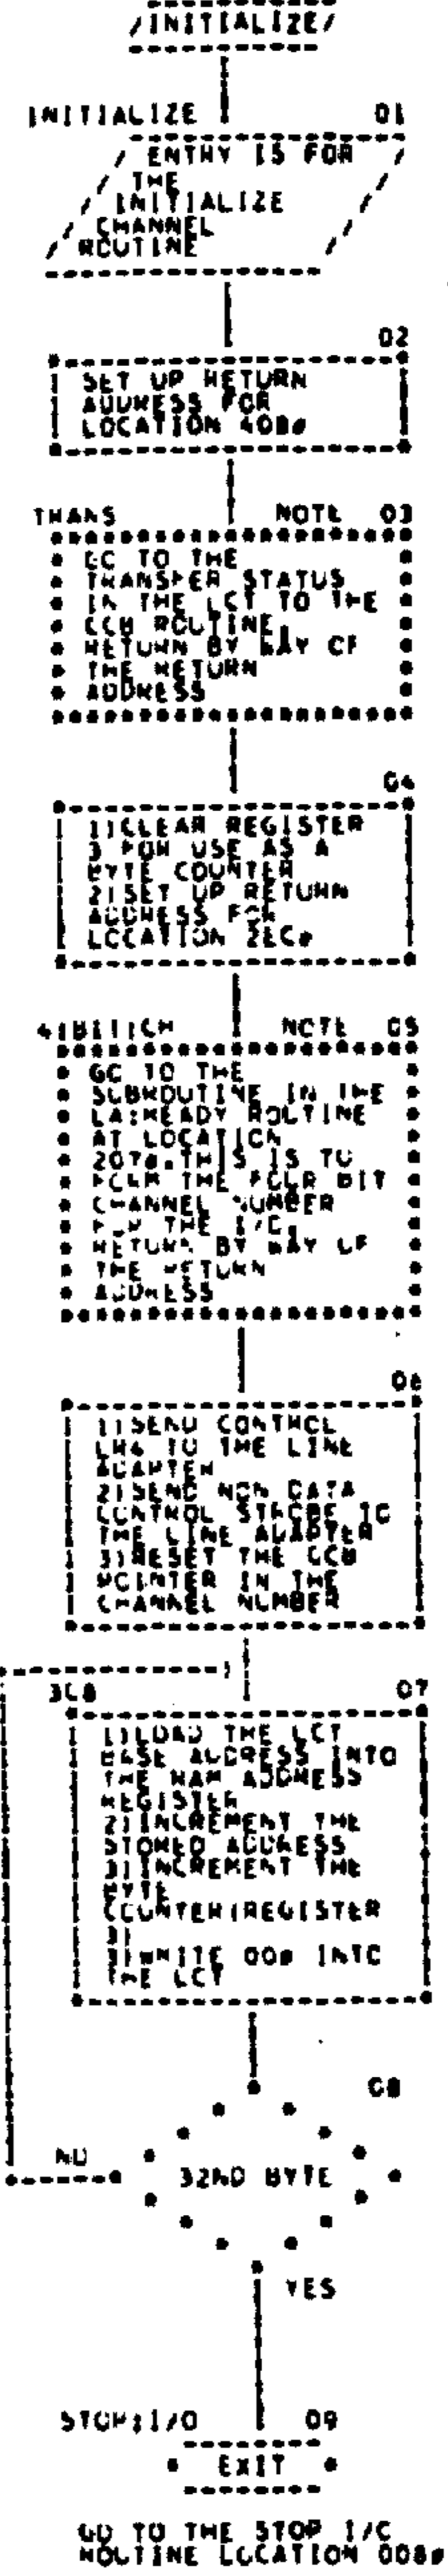 /INITIALIZE/
INITIALIZE 01
/ ENTRY IS FOR /
/ THE /
/ INITIALIZE /
/ CHANNEL /
/ ROUTINE /
02
SET UP RETURN
ADDRESS FOR
LOCATION 40B#
TRANS NOTE 03
GO TO THE
TRANSFER STATUS
IN THE LCT TO THE
CCB ROUTINE.
RETURN BY WAY OF
THE RETURN
ADDRESS
04
1)CLEAR REGISTER
3 FOR USE AS A
BYTE COUNTER
2)SET UP RETURN
ADDRESS FOR
LOCATION 2EC#
NOTE 05
GO TO THE
SUBROUTINE IN THE
ROUTINE
AT LOCATION
207#.THIS IS TO
FORM THE FOUR BIT
CHANNEL NUMBER
FOR THE I/O.
RETURN BY WAY OF
THE RETURN
ADDRESS
06
1)SEND CONTROL
TO THE LINE
ADAPTER
2)SEND NON DATA
CONTROL STROBE TO
THE LINE ADAPTER
3)RESET THE CCB
POINTER IN THE
CHANNEL NUMBER
07
1)LOAD THE LCT
BASE ADDRESS INTO
THE RAM ADDRESS
REGISTER
2)INCREMENT THE
STORED ADDRESS
3)INCREMENT THE
BYTE
COUNTER(REGISTER
3)
3)WRITE 00# INTO
THE LCT
08
32ND BYTE
NO
YES
STOP;I/O 09
EXIT
GO TO THE STOP I/O
ROUTINE LOCATION 008#